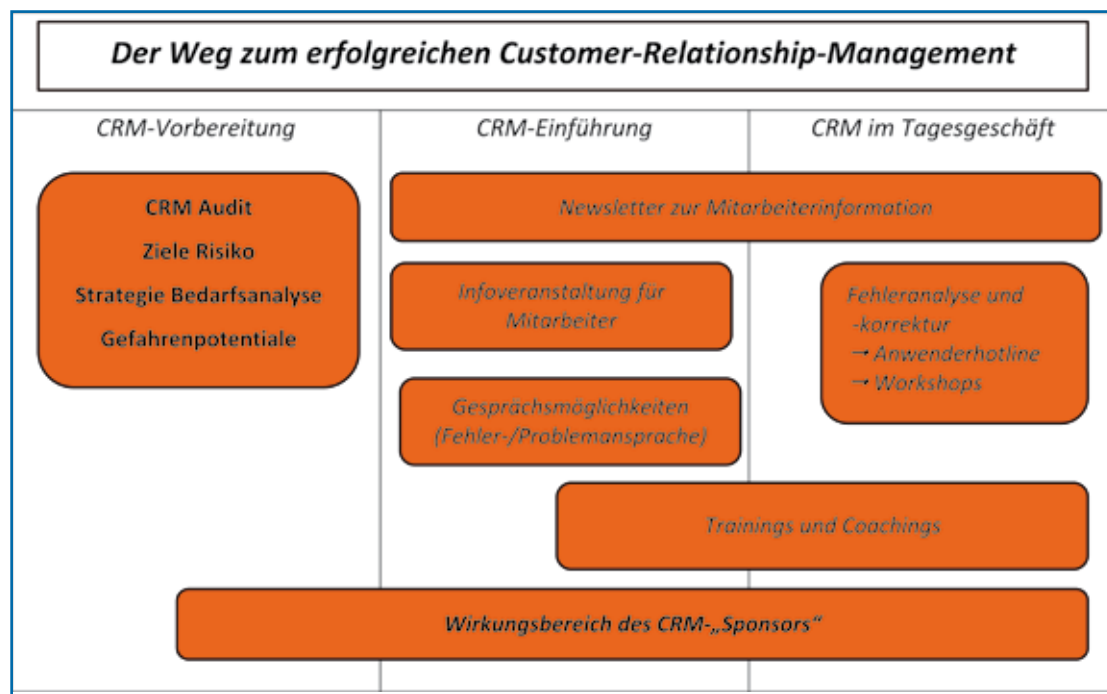 Der Weg zum erfolgreichen Customer-Relationship-Management
CRM-Vorbereitung
CRM-Einführung
CRM im Tagesgeschäft
CRM Audit
Ziele Risiko
Strategie Bedarfsanalyse
Gefahrenpotentiale
Newsletter zur Mitarbeiterinformation
Infoveranstaltung für
Mitarbeiter
Fehleranalyse und
-korrektur
→ Anwenderhotline
→ Workshops
Gesprächsmöglichkeiten
(Fehler-/Problemansprache)
Trainings und Coachings
Wirkungsbereich des CRM-„Sponsors“